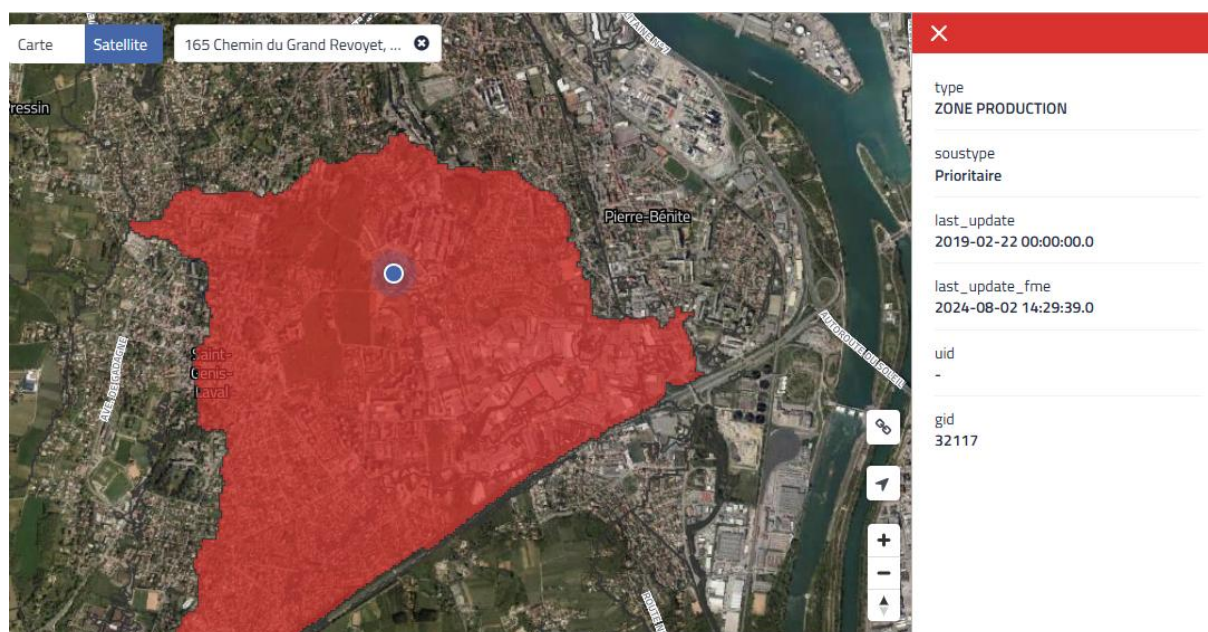 Carte
Satellite
165 Chemin du Grand Revoyet, ...
ressin
Pierre-Bénite
Saint-
Genis-
Laval
AVE. DE GADAGNE
AUTOROUTE DU SOLEIL
ROUTE N
type
ZONE PRODUCTION
soustype
Prioritaire
last_update
2019-02-22 00:00:00.0
last_update_fme
2024-08-02 14:29:39.0
uid
-
gid
32117